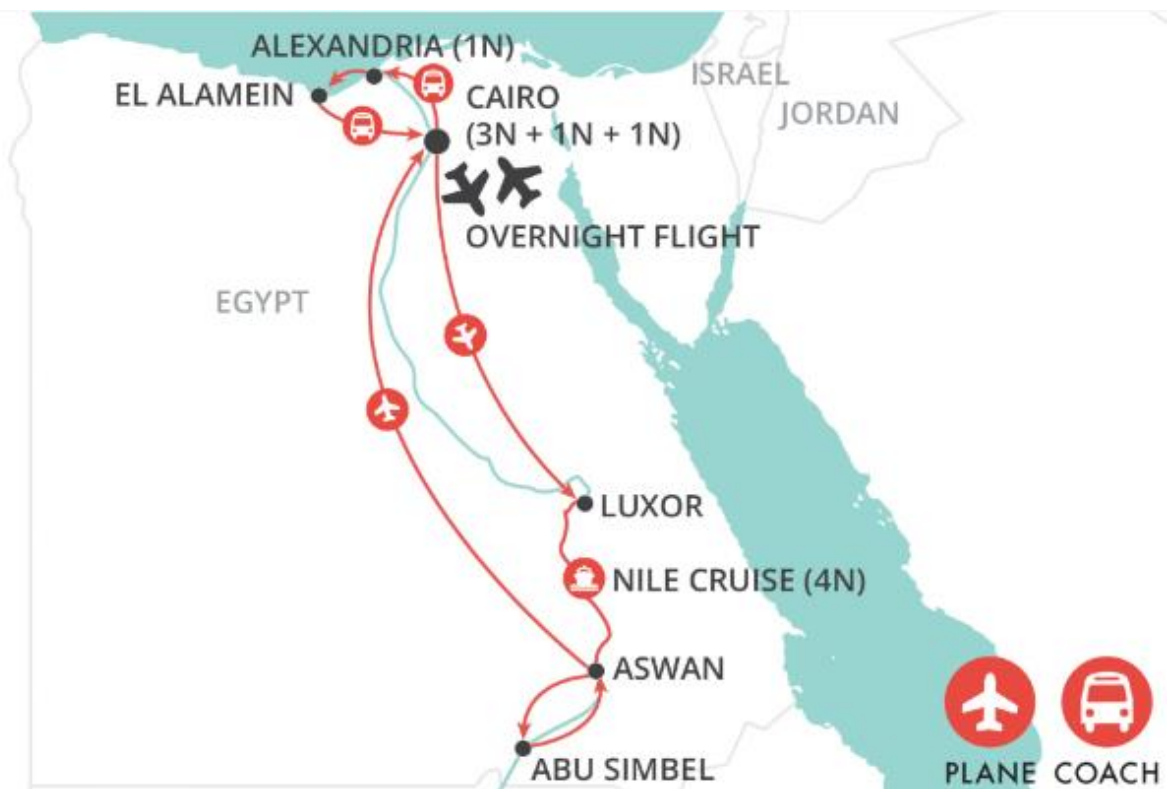 ALEXANDRIA (1N)
ISRAEL
EL ALAMEIN
CAIRO
(3N + 1N + 1N)
JORDAN
OVERNIGHT FLIGHT
EGYPT
LUXOR
NILE CRUISE (4N)
ASWAN
ABU SIMBEL
PLANE
COACH